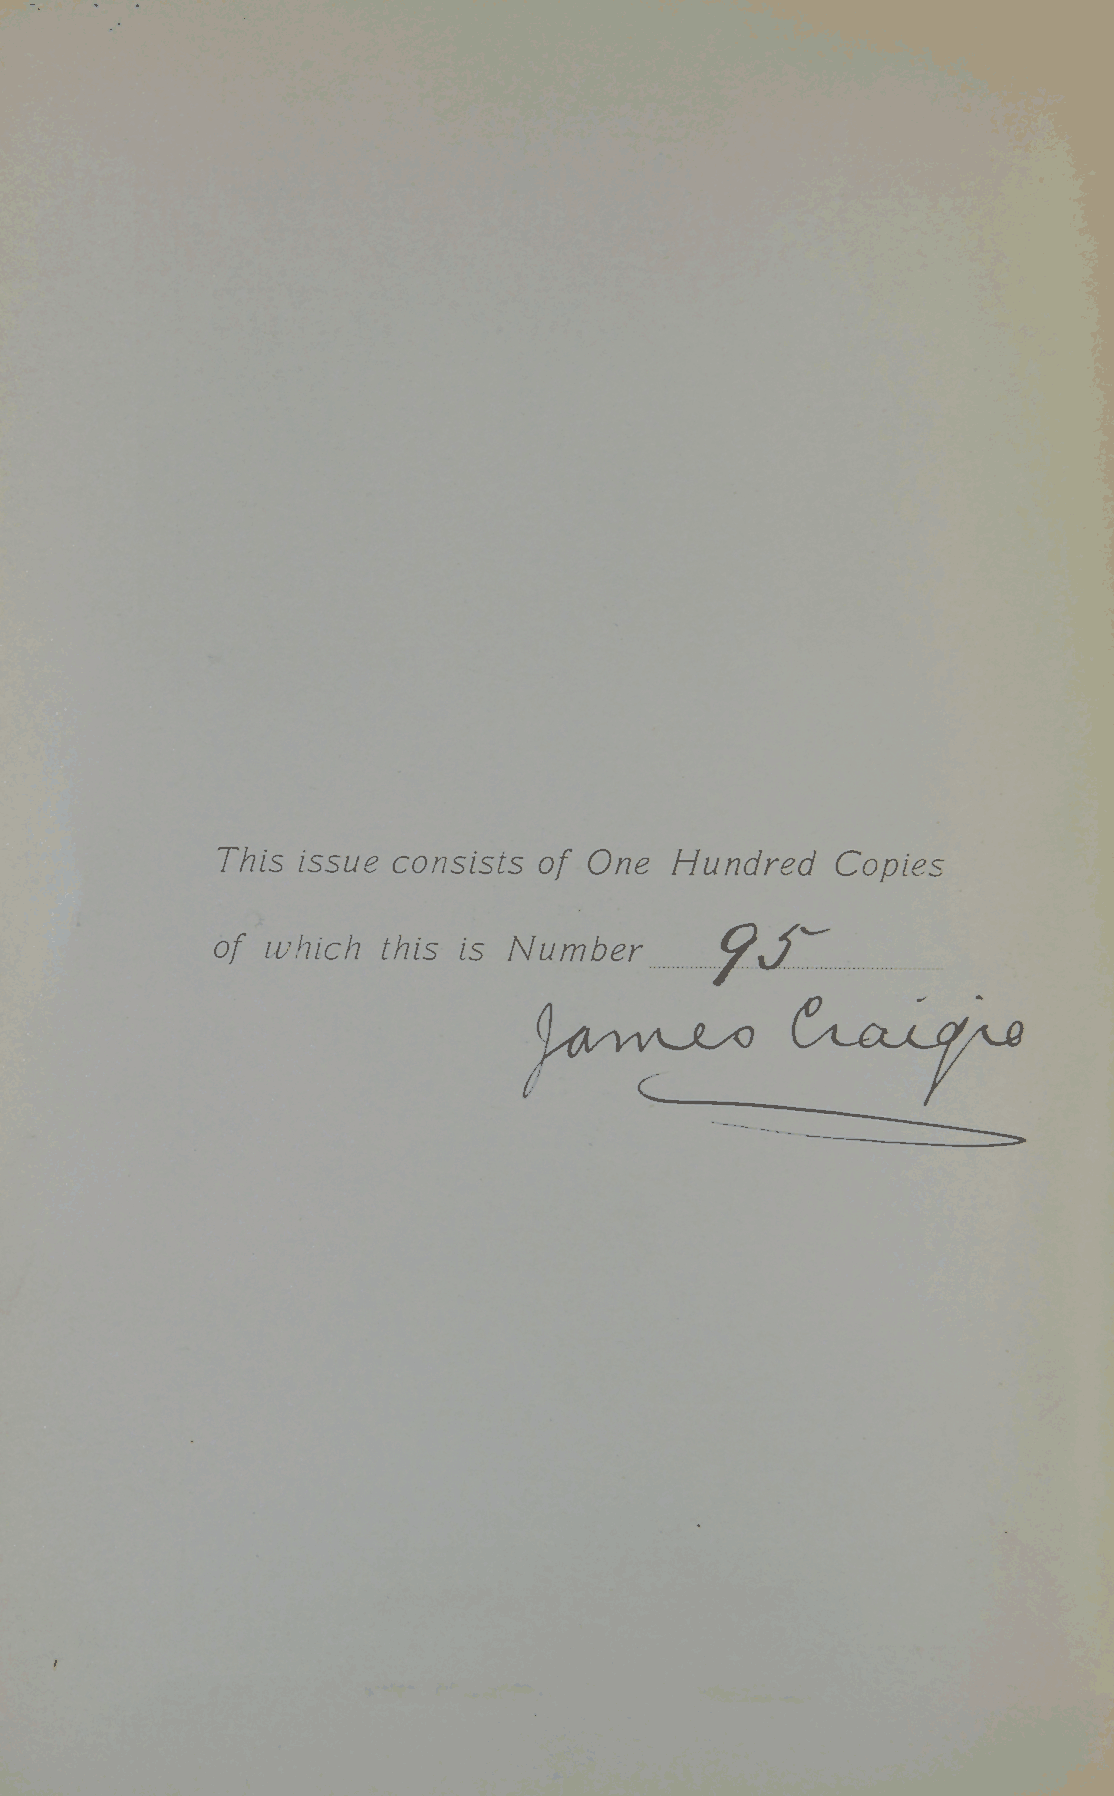 This issue consists of One Hundred Copies
of which this is Number 95
James Craigie